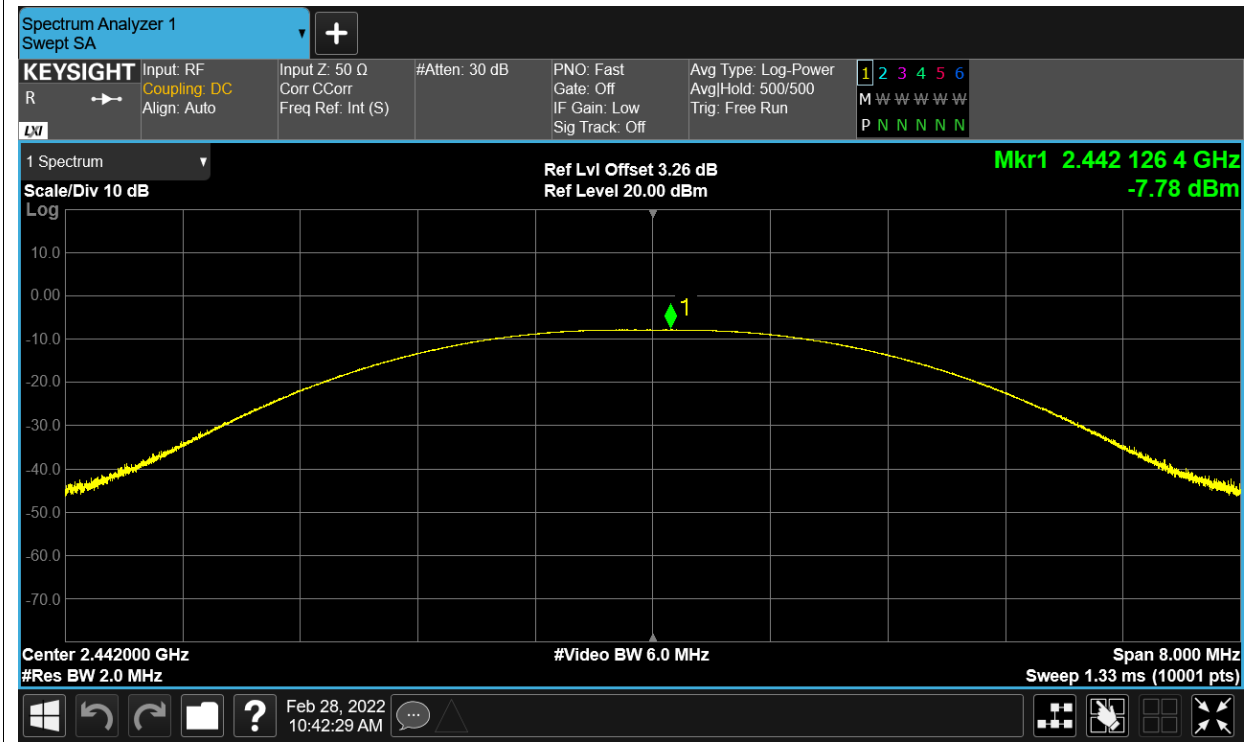 Spectrum Analyzer 1
Swept SA
KEYSIGHT
R
LXI
Input: RF
Coupling: DC
Align: Auto
Input Z: 50 Ω
Corr CCorr
Freq Ref: Int (S)
#Atten: 30 dB
PNO: Fast
Gate: Off
IF Gain: Low
Sig Track: Off
Avg Type: Log-Power
Avg|Hold: 500/500
Trig: Free Run
1 2 3 4 5 6
M W W W W W
P N N N N N
1 Spectrum
Scale/Div 10 dB
Log
Ref Lvl Offset 3.26 dB
Ref Level 20.00 dBm
Mkr1 2.442 126 4 GHz
-7.78 dBm
10.0
0.00
-10.0
-20.0
-30.0
-40.0
-50.0
-60.0
-70.0
1
Center 2.442000 GHz
#Res BW 2.0 MHz
#Video BW 6.0 MHz
Span 8.000 MHz
Sweep 1.33 ms (10001 pts)
?
Feb 28, 2022
10:42:29 AM